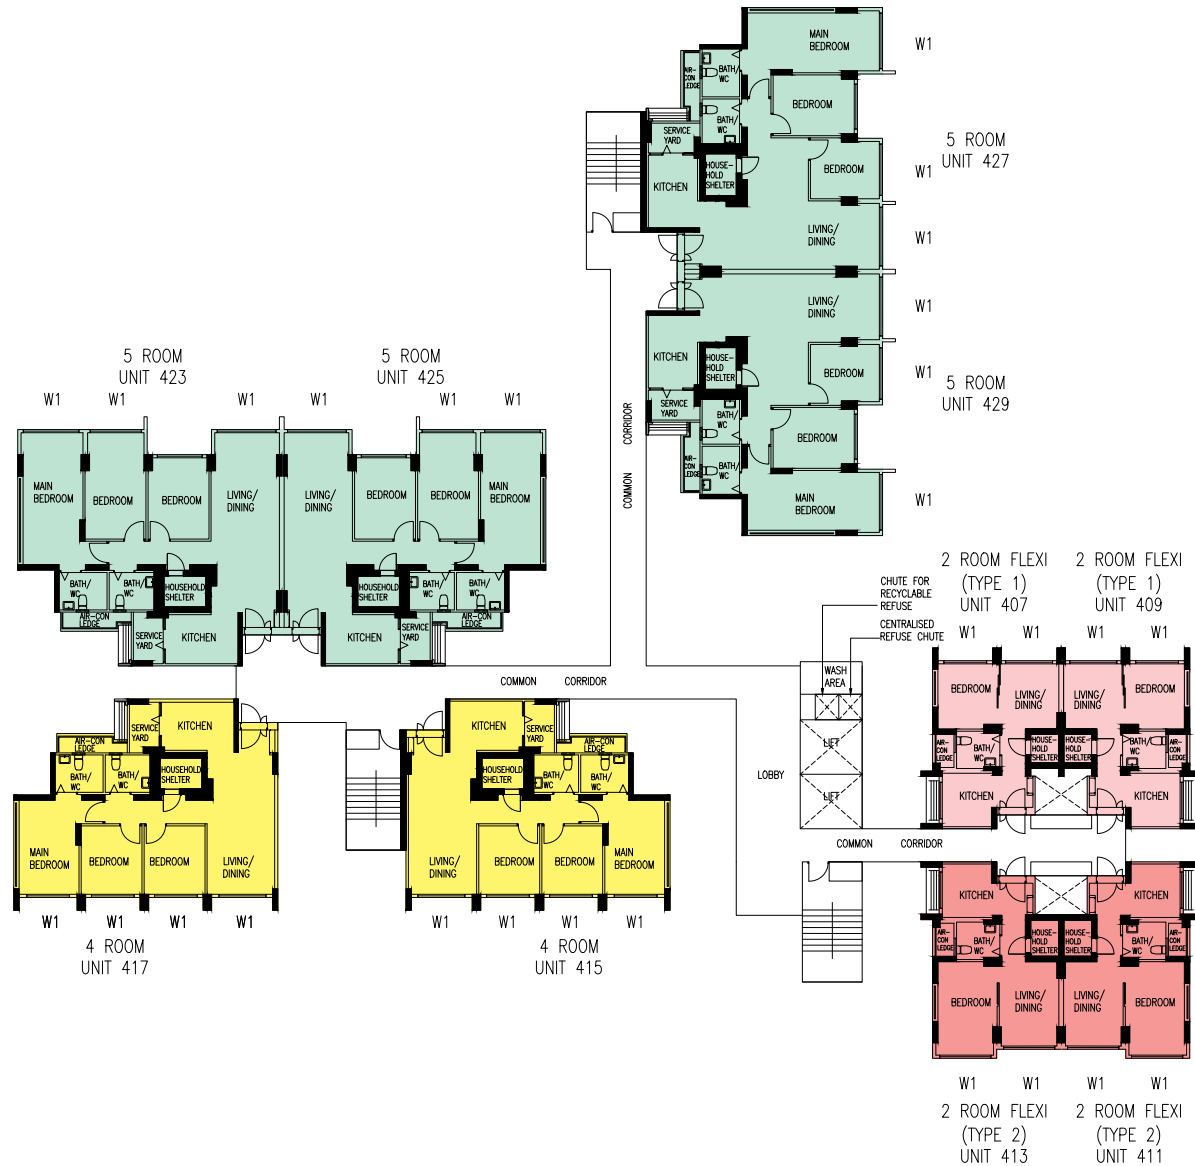 MAIN
BEDROOM
W1
AIR-
CON
LEDGE
BATH/
WC
BEDROOM
BATH/
WC
SERVICE
YARD
5 ROOM
UNIT 427
HOUSE-
HOLD
SHELTER
BEDROOM
W1
KITCHEN
LIVING/
DINING
W1
LIVING/
DINING
W1
KITCHEN
HOUSE-
HOLD
SHELTER
BEDROOM
W1
5 ROOM
UNIT 429
SERVICE
YARD
BATH/
WC
BEDROOM
AIR-
CON
LEDGE
BATH/
WC
MAIN
BEDROOM
W1
COMMON CORRIDOR
5 ROOM
UNIT 423
5 ROOM
UNIT 425
W1 W1 W1 W1 W1 W1
MAIN
BEDROOM
BEDROOM
BEDROOM
LIVING/
DINING
LIVING/
DINING
BEDROOM
BEDROOM
MAIN
BEDROOM
BATH/
WC
BATH/
WC
HOUSEHOLD
SHELTER
HOUSEHOLD
SHELTER
BATH/
WC
BATH/
WC
AIR-CON
LEDGE
SERVICE
YARD
KITCHEN
KITCHEN
SERVICE
YARD
AIR-CON
LEDGE
COMMON CORRIDOR
AIR-CON
LEDGE
SERVICE
YARD
KITCHEN
BATH/
WC
BATH/
WC
HOUSEHOLD
SHELTER
MAIN
BEDROOM
BEDROOM
BEDROOM
LIVING/
DINING
W1 W1 W1 W1
4 ROOM
UNIT 417
KITCHEN
SERVICE
YARD
AIR-CON
LEDGE
HOUSEHOLD
SHELTER
BATH/
WC
BATH/
WC
LIVING/
DINING
BEDROOM
BEDROOM
MAIN
BEDROOM
W1 W1 W1 W1
4 ROOM
UNIT 415
CHUTE FOR
RECYCLABLE
REFUSE
CENTRALISED
REFUSE CHUTE
WASH
AREA
LIFT
LIFT
LOBBY
COMMON CORRIDOR
2 ROOM FLEXI
(TYPE 1)
UNIT 407
2 ROOM FLEXI
(TYPE 1)
UNIT 409
W1 W1 W1 W1
BEDROOM
LIVING/
DINING
LIVING/
DINING
BEDROOM
AIR-
CON
LEDGE
BATH/
WC
HOUSE-
HOLD
SHELTER
HOUSE-
HOLD
SHELTER
BATH/
WC
AIR-
CON
LEDGE
KITCHEN
KITCHEN
KITCHEN
KITCHEN
AIR-
CON
LEDGE
BATH/
WC
HOUSE-
HOLD
SHELTER
HOUSE-
HOLD
SHELTER
BATH/
WC
AIR-
CON
LEDGE
BEDROOM
LIVING/
DINING
LIVING/
DINING
BEDROOM
W1 W1 W1 W1
2 ROOM FLEXI
(TYPE 2)
UNIT 413
2 ROOM FLEXI
(TYPE 2)
UNIT 411